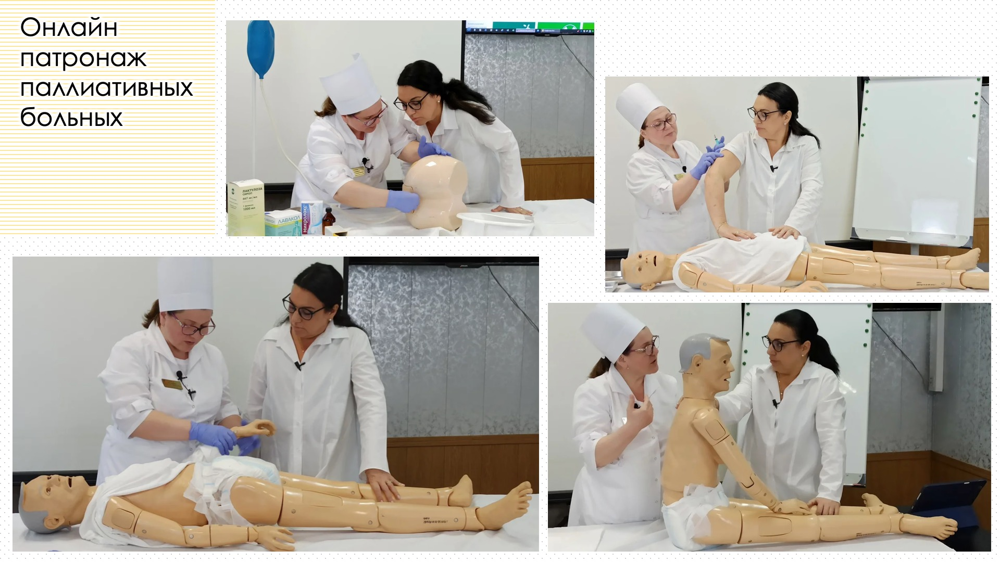 Онлайн
патронаж
паллиативных
больных
ЛАКТУЛОЗА
СИРОП
667 мг/мл
1000 мл
ЛАВАКОЛ
МИКРОЛАКС